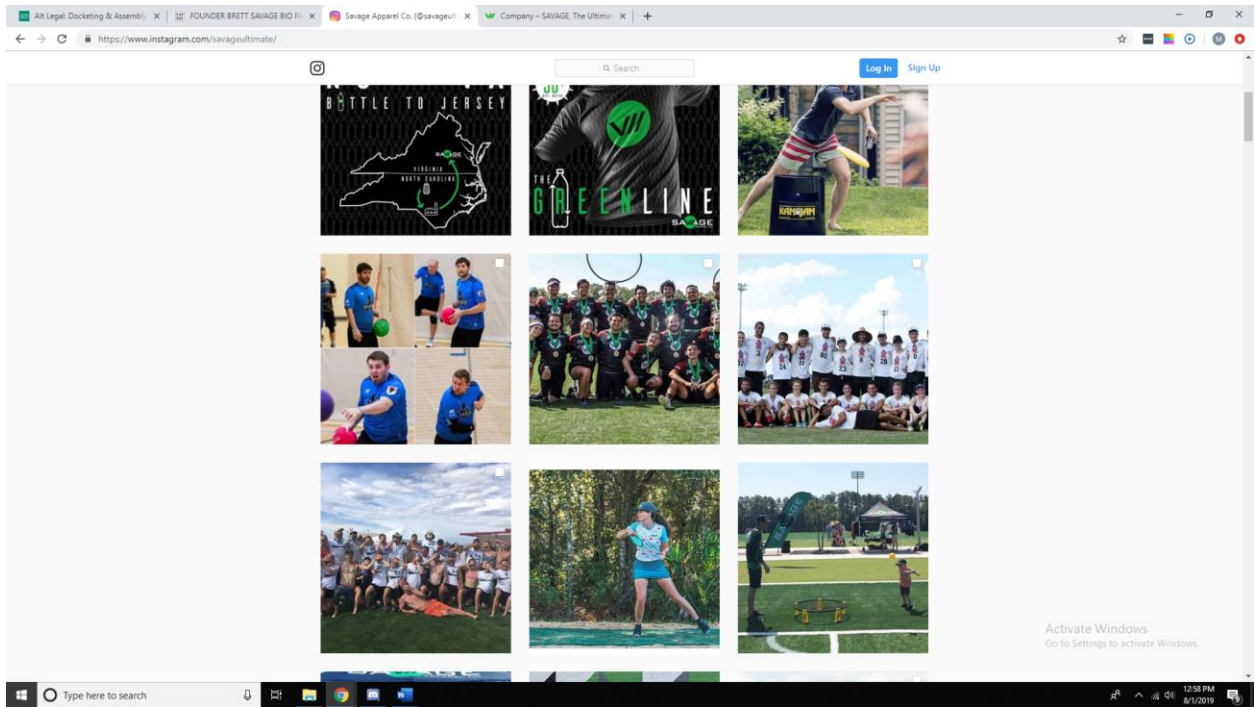 Alt Legal: Docketing & Assembly
FOUNDER BRETT SAVAGE BIO PA
Savage Apparel Co. (@savageulti
Company – SAVAGE, The Ultimat
https://www.instagram.com/savageultimate/
Search
Log In
Sign Up
BOTTLE TO JERSEY
SAVAGE
VIRGINIA
NORTH CAROLINA
THE
GREENLINE
SAVAGE
KANJAM
SAVAGE
Activate Windows
Go to Settings to activate Windows.
Type here to search
12:58 PM
8/1/2019